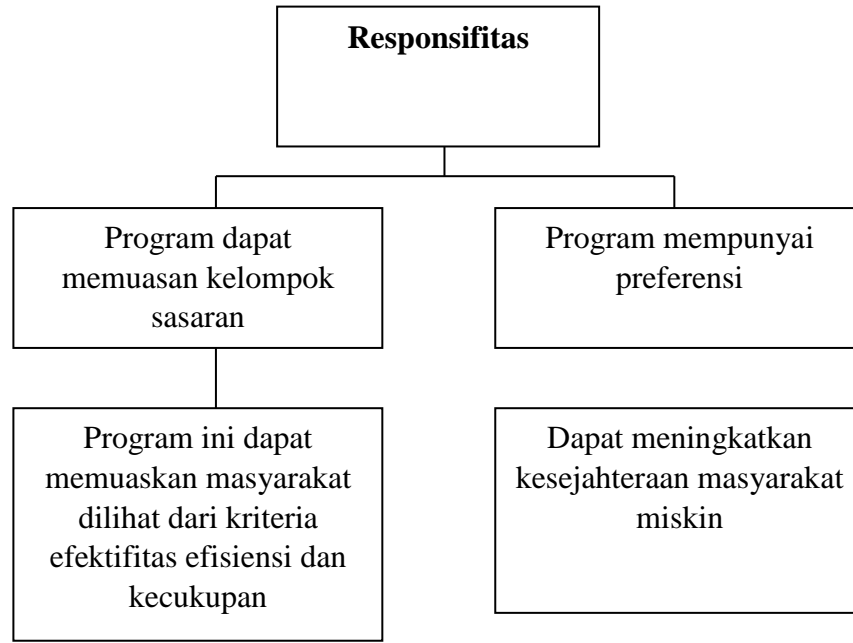 Responsifitas
Program dapat
memuasan kelompok
sasaran
Program mempunyai
preferensi
Program ini dapat
memuaskan masyarakat
dilihat dari kriteria
efektifitas efisiensi dan
kecukupan
Dapat meningkatkan
kesejahteraan masyarakat
miskin